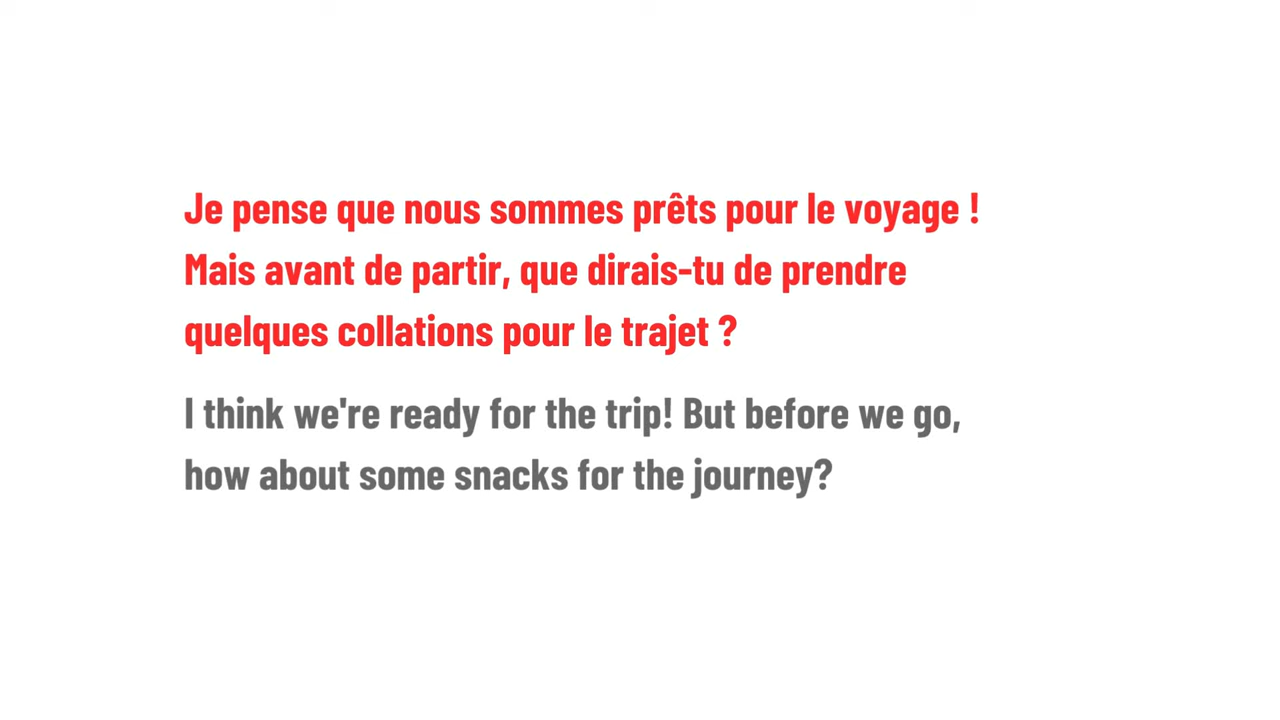 Je pense que nous sommes prêts pour le voyage !
Mais avant de partir, que dirais-tu de prendre
quelques collations pour le trajet ?
I think we're ready for the trip! But before we go,
how about some snacks for the journey?